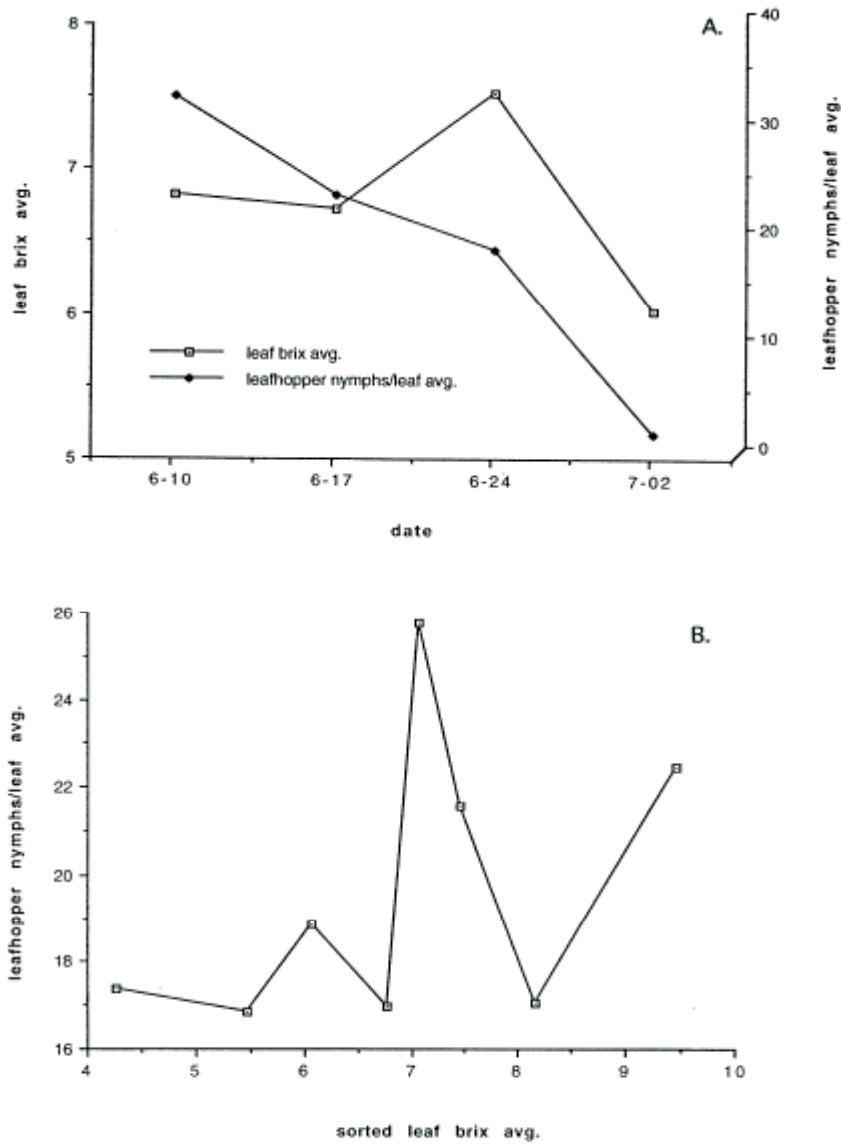 A.
8
7
6
5
leaf brix avg.
40
30
20
10
0
leafhopper nymphs/leaf avg.
leaf brix avg.
leafhopper nymphs/leaf avg.
6-10 6-17 6-24 7-02
date
B.
26
24
22
20
18
16
leafhopper nymphs/leaf avg.
4 5 6 7 8 9 10
sorted leaf brix avg.